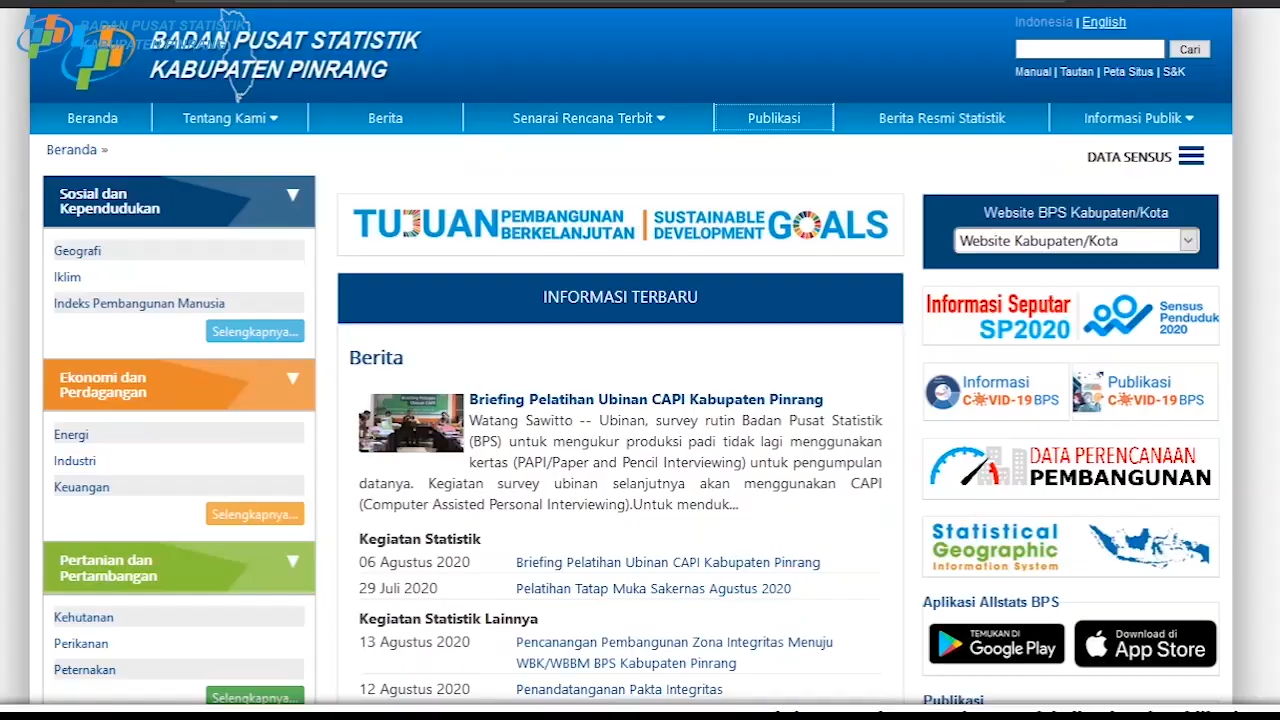 BADAN PUSAT STATISTIK
KABUPATEN PINRANG
BADAN PUSAT STATISTIK
KABUPATEN PINRANG
Indonesia | English
Cari
Manual | Tautan | Peta Situs | S&K
Beranda
Tentang Kami
Berita
Senarai Rencana Terbit
Publikasi
Berita Resmi Statistik
Informasi Publik
Beranda »
DATA SENSUS
Sosial dan
Kependudukan
Geografi
Iklim
Indeks Pembangunan Manusia
Selengkapnya...
Ekonomi dan
Perdagangan
Energi
Industri
Keuangan
Selengkapnya...
Pertanian dan
Pertambangan
Kehutanan
Perikanan
Peternakan
Selengkapnya...
TUJUAN PEMBANGUNAN BERKELANJUTAN | SUSTAINABLE DEVELOPMENT GOALS
INFORMASI TERBARU
Berita
Briefing Pelatihan Ubinan CAPI Kabupaten Pinrang
Watang Sawitto -- Ubinan, survey rutin Badan Pusat Statistik
(BPS) untuk mengukur produksi padi tidak lagi menggunakan
kertas (PAPI/Paper and Pencil Interviewing) untuk pengumpulan
datanya. Kegiatan survey ubinan selanjutnya akan menggunakan CAPI
(Computer Assisted Personal Interviewing).Untuk menduk...
Kegiatan Statistik
06 Agustus 2020 Briefing Pelatihan Ubinan CAPI Kabupaten Pinrang
29 Juli 2020 Pelatihan Tatap Muka Sakernas Agustus 2020
Kegiatan Statistik Lainnya
13 Agustus 2020 Pencanangan Pembangunan Zona Integritas Menuju
WBK/WBBM BPS Kabupaten Pinrang
12 Agustus 2020 Penandatanganan Pakta Integritas
Website BPS Kabupaten/Kota
Website Kabupaten/Kota
Informasi Seputar
SP2020
Sensus
Penduduk
2020
Informasi
COVID-19 BPS
Publikasi
COVID-19 BPS
DATA PERENCANAAN
PEMBANGUNAN
Statistical
Geographic
Information System
Aplikasi Allstats BPS
TEMUKAN DI
Google Play
Download di
App Store
Publikasi